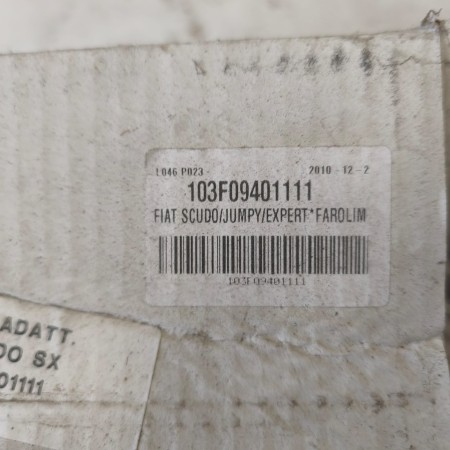 L046 P023 - 2010 - 12 - 2
103F09401111
FIAT SCUDO/JUMPY/EXPERT*FAROLIM
103F09401111
ADATT.
DO SX
01111